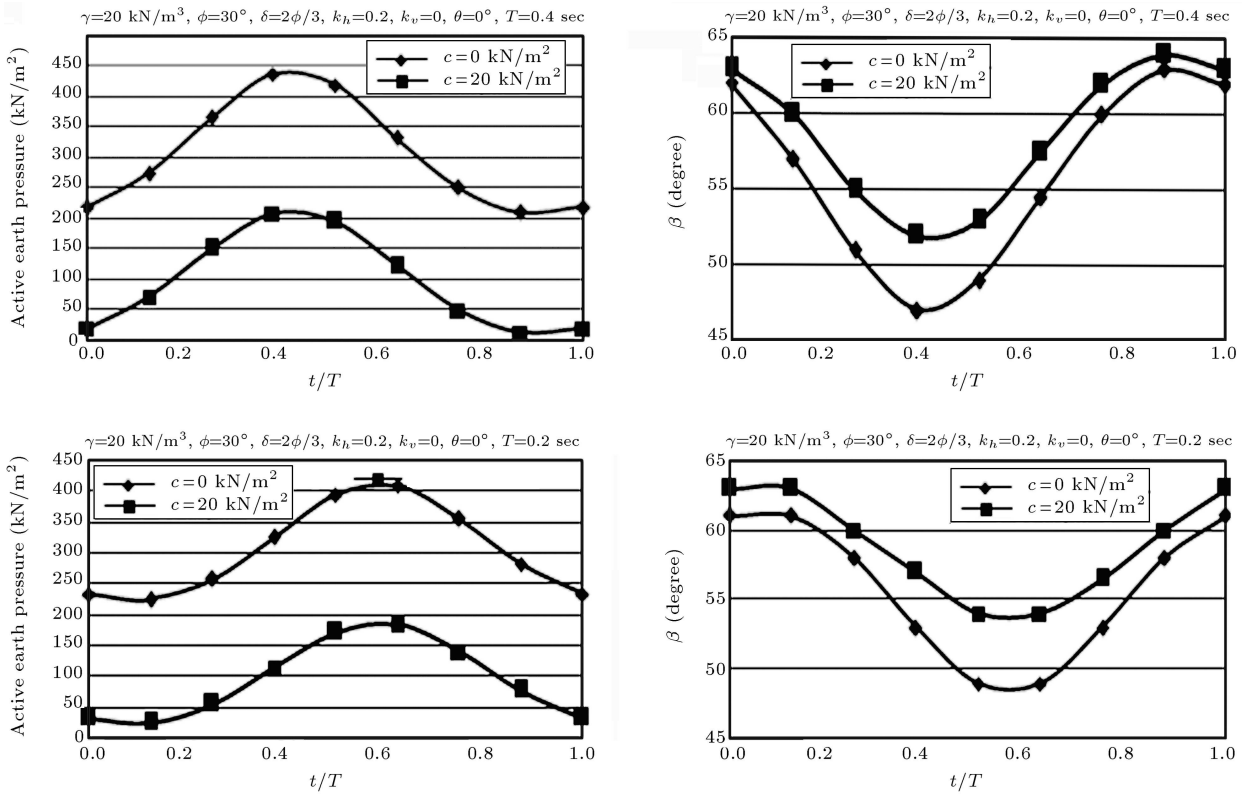 γ=20 kN/m³, ϕ=30°, δ=2ϕ/3, kₕ=0.2, kᵥ=0, θ=0°, T=0.4 sec
Active earth pressure (kN/m²)
450
400
350
300
250
200
150
100
50
0
c=0 kN/m²
c=20 kN/m²
0.0 0.2 0.4 0.6 0.8 1.0
t/T
γ=20 kN/m³, ϕ=30°, δ=2ϕ/3, kₕ=0.2, kᵥ=0, θ=0°, T=0.4 sec
β (degree)
65
60
55
50
45
c=0 kN/m²
c=20 kN/m²
0.0 0.2 0.4 0.6 0.8 1.0
t/T
γ=20 kN/m³, ϕ=30°, δ=2ϕ/3, kₕ=0.2, kᵥ=0, θ=0°, T=0.2 sec
Active earth pressure (kN/m²)
450
400
350
300
250
200
150
100
50
0
c=0 kN/m²
c=20 kN/m²
0.0 0.2 0.4 0.6 0.8 1.0
t/T
γ=20 kN/m³, ϕ=30°, δ=2ϕ/3, kₕ=0.2, kᵥ=0, θ=0°, T=0.2 sec
β (degree)
65
60
55
50
45
c=0 kN/m²
c=20 kN/m²
0.0 0.2 0.4 0.6 0.8 1.0
t/T